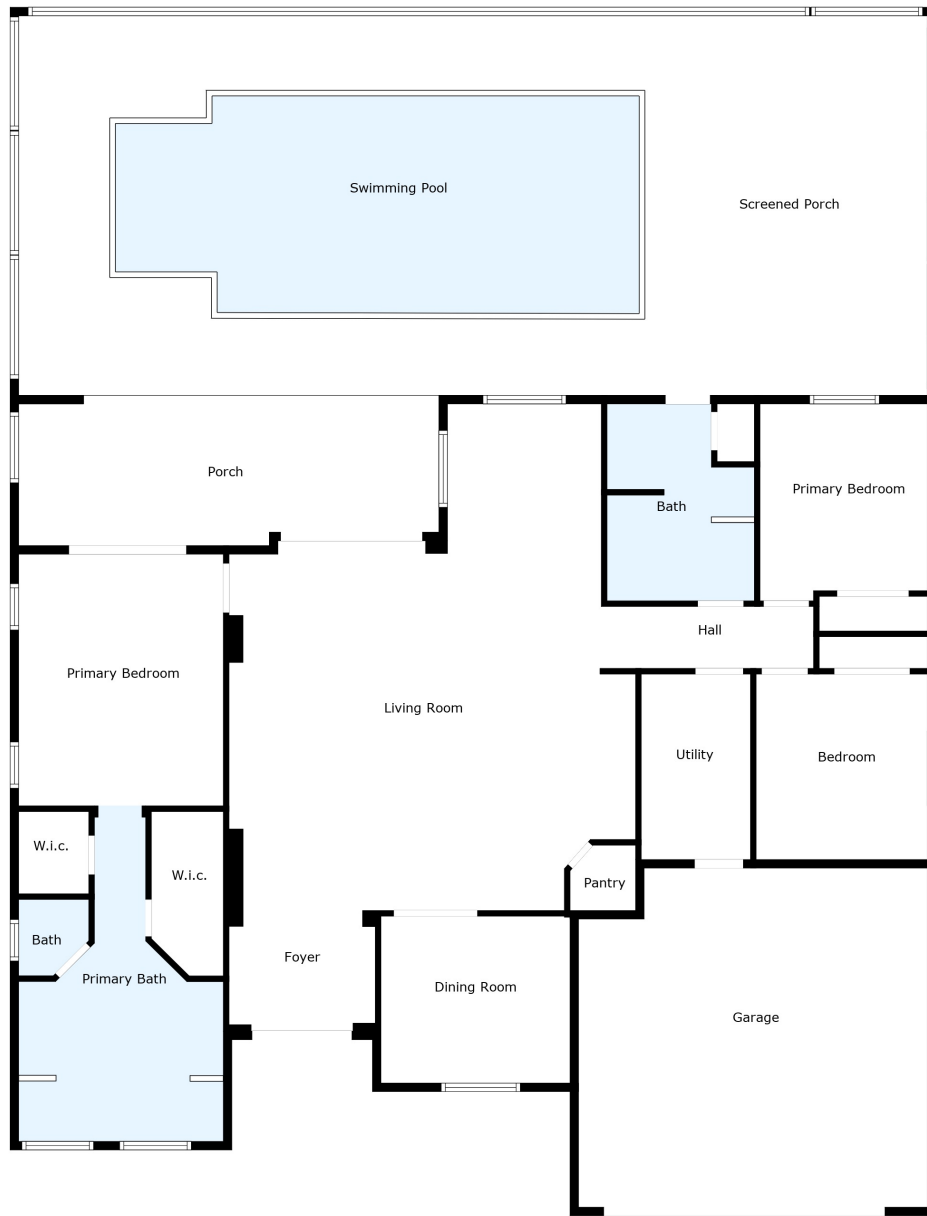 Swimming Pool
Screened Porch
Porch
Primary Bedroom
Bath
Hall
Primary Bedroom
Living Room
Utility
Bedroom
W.i.c.
W.i.c.
Pantry
Bath
Foyer
Primary Bath
Dining Room
Garage